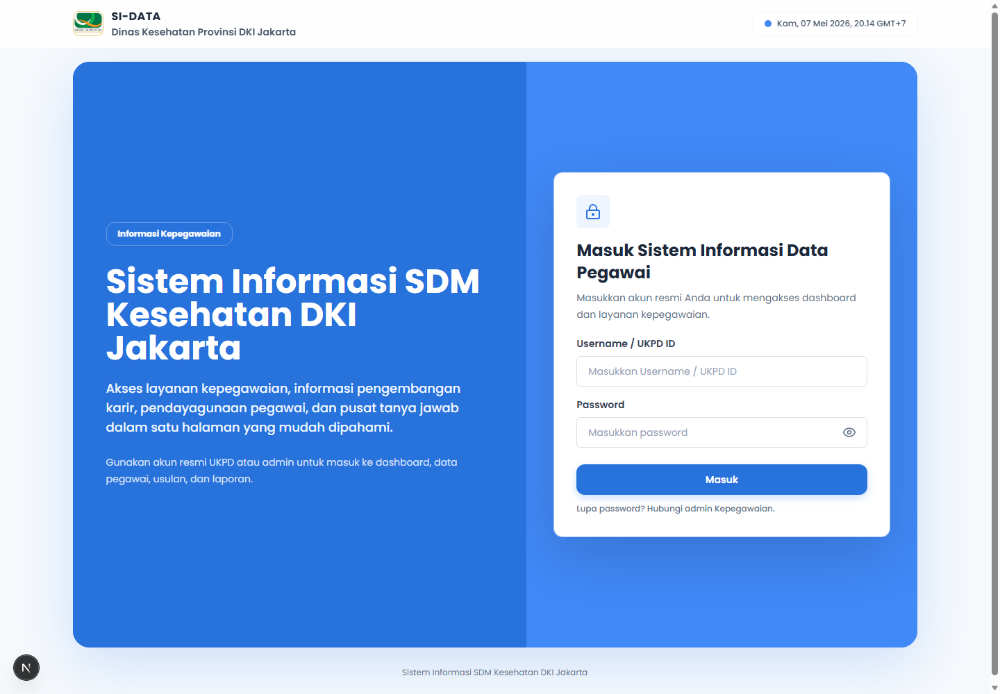 SI-DATA
Dinas Kesehatan Provinsi DKI Jakarta
Kam, 07 Mei 2026, 20.14 GMT+7
Informasi Kepegawaian
Sistem Informasi SDM
Kesehatan DKI
Jakarta
Akses layanan kepegawaian, informasi pengembangan
karir, pendayagunaan pegawai, dan pusat tanya jawab
dalam satu halaman yang mudah dipahami.
Gunakan akun resmi UKPD atau admin untuk masuk ke dashboard, data
pegawai, usulan, dan laporan.
Masuk Sistem Informasi Data
Pegawai
Masukkan akun resmi Anda untuk mengakses dashboard
dan layanan kepegawaian.
Username / UKPD ID
Masukkan Username / UKPD ID
Password
Masukkan password
Masuk
Lupa password? Hubungi admin Kepegawaian.
N
Sistem Informasi SDM Kesehatan DKI Jakarta